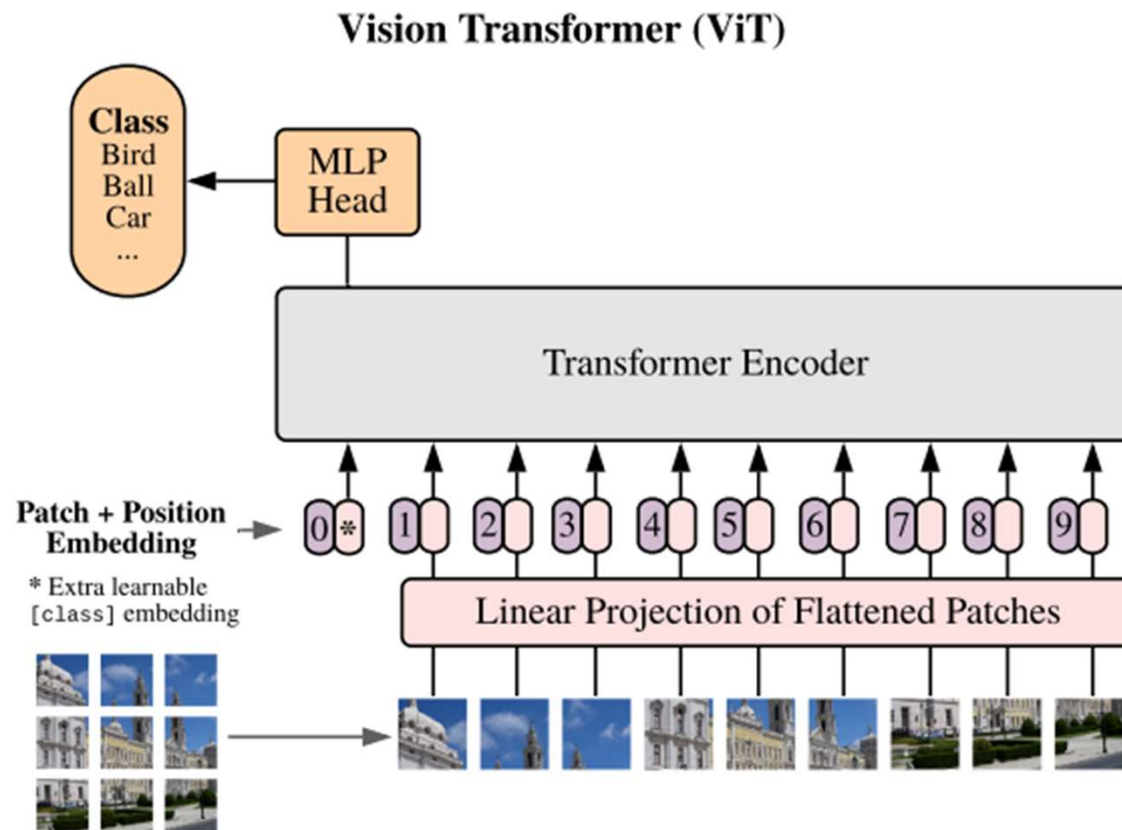 Vision Transformer (ViT)
Class
Bird
Ball
Car
...
MLP
Head
Transformer Encoder
Patch + Position
Embedding
0 * 1 2 3 4 5 6 7 8 9
* Extra learnable
[class] embedding
Linear Projection of Flattened Patches